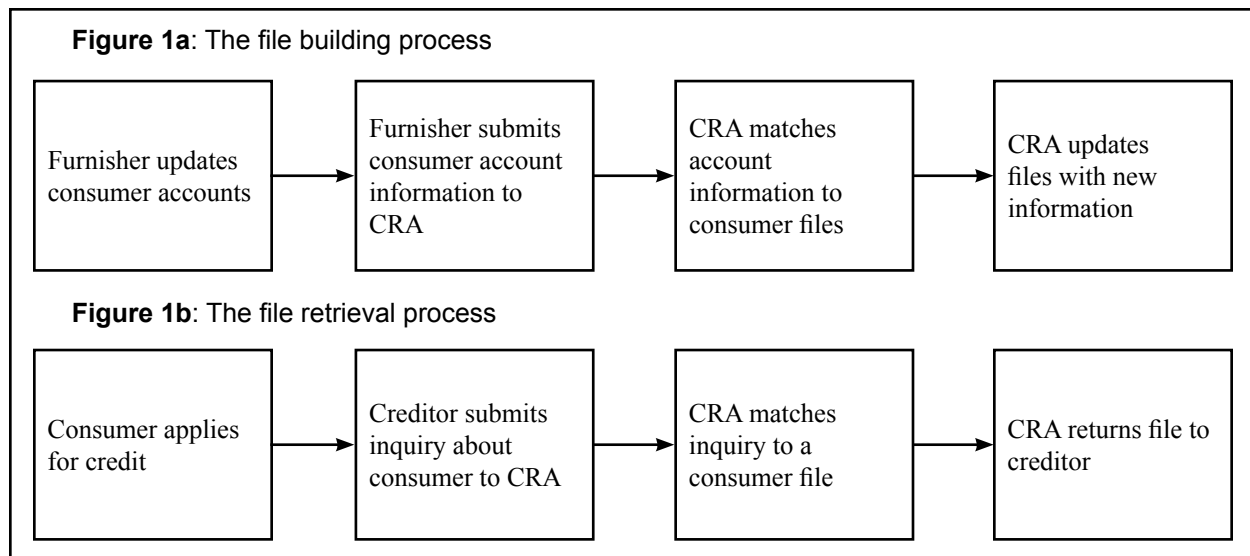 Figure 1a: The file building process
Furnisher updates
consumer accounts
Furnisher submits
consumer account
information to
CRA
CRA matches
account
information to
consumer files
CRA updates
files with new
information
Figure 1b: The file retrieval process
Consumer applies
for credit
Creditor submits
inquiry about
consumer to CRA
CRA matches
inquiry to a
consumer file
CRA returns file to
creditor